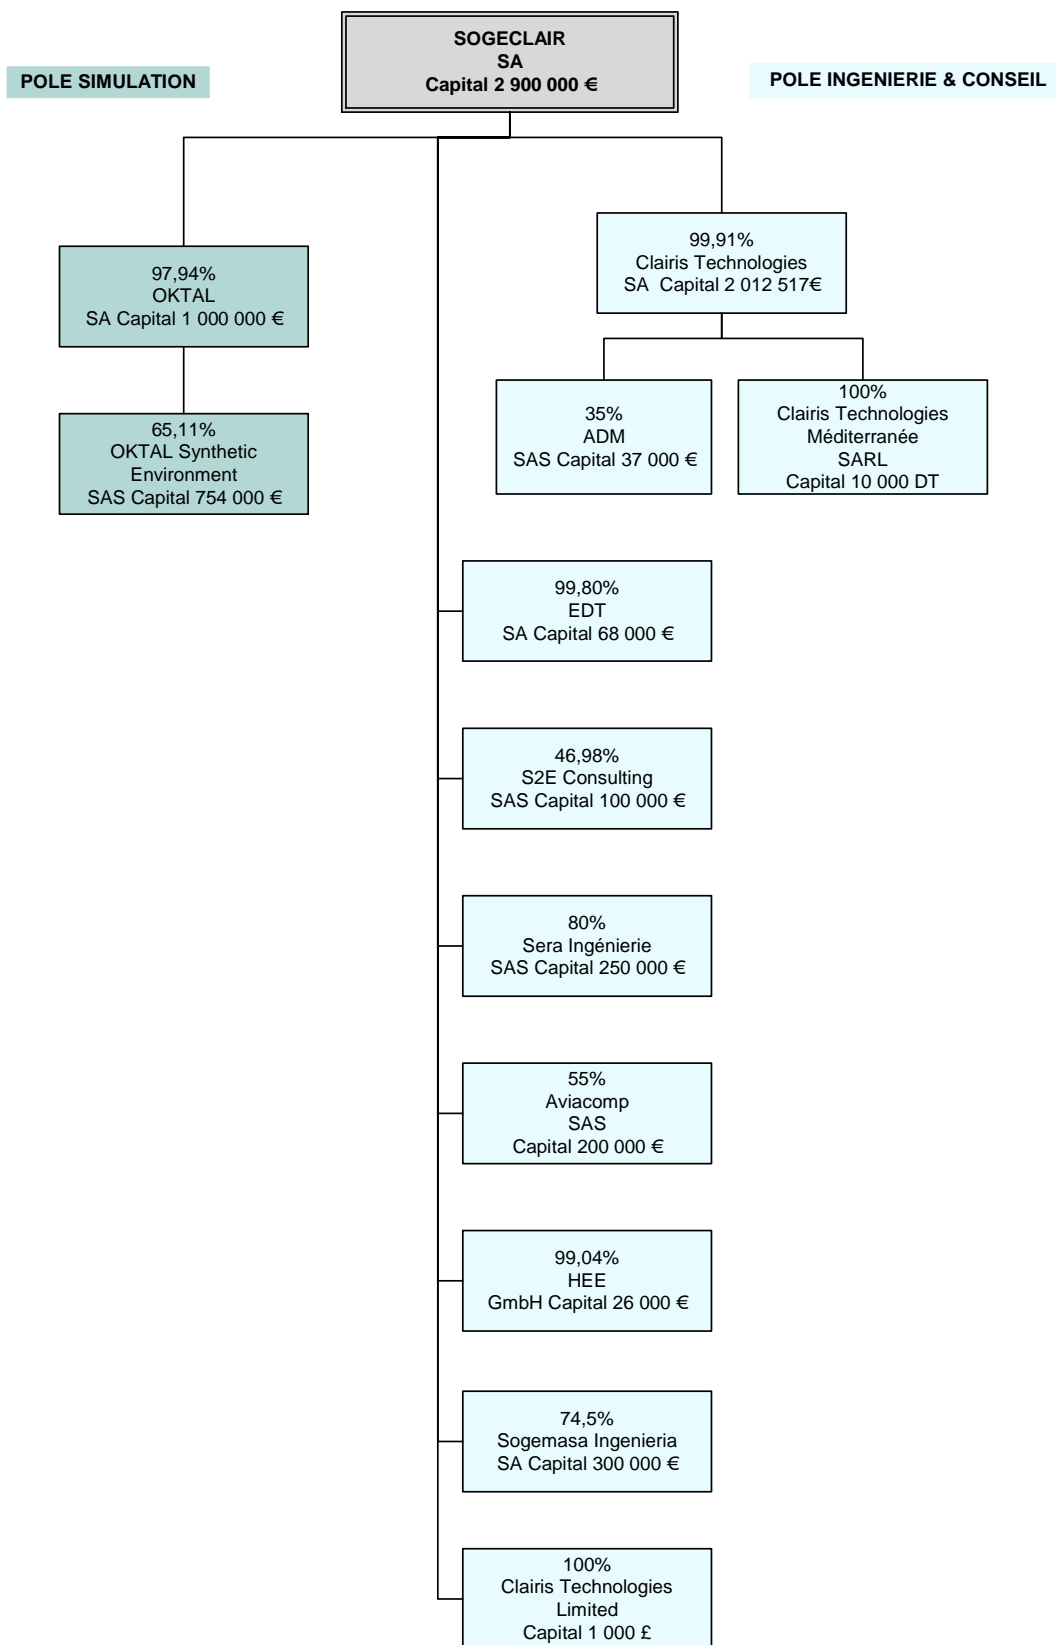 SOGECLAIR
SA
Capital 2 900 000 €
POLE SIMULATION
POLE INGENIERIE & CONSEIL
97,94%
OKTAL
SA Capital 1 000 000 €
99,91%
Clairis Technologies
SA  Capital 2 012 517€
65,11%
OKTAL Synthetic
Environment
SAS Capital 754 000 €
35%
ADM
SAS Capital 37 000 €
100%
Clairis Technologies
Méditerranée
SARL
Capital 10 000 DT
99,80%
EDT
SA Capital 68 000 €
46,98%
S2E Consulting
SAS Capital 100 000 €
80%
Sera Ingénierie
SAS Capital 250 000 €
55%
Aviacomp
SAS
Capital 200 000 €
99,04%
HEE
GmbH Capital 26 000 €
74,5%
Sogemasa Ingenieria
SA Capital 300 000 €
100%
Clairis Technologies
Limited
Capital 1 000 £